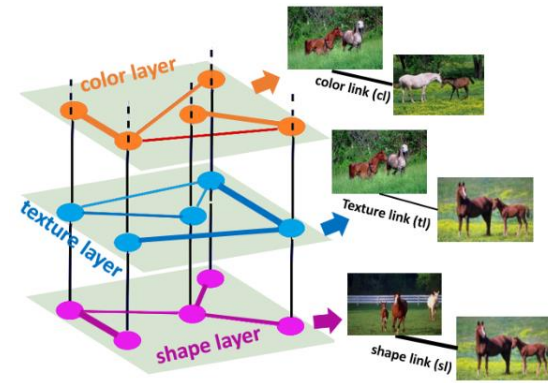 color layer
color link (cl)
texture layer
Texture link (tl)
shape layer
shape link (sl)